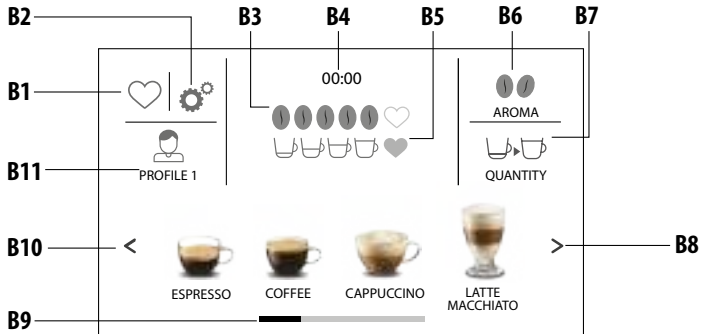 B2
B3
B4
B5
B6
B7
B1
00:00
AROMA
B11
PROFILE 1
QUANTITY
B10
<
>
B8
ESPRESSO
COFFEE
CAPPUCCINO
LATTE
MACCHIATO
B9